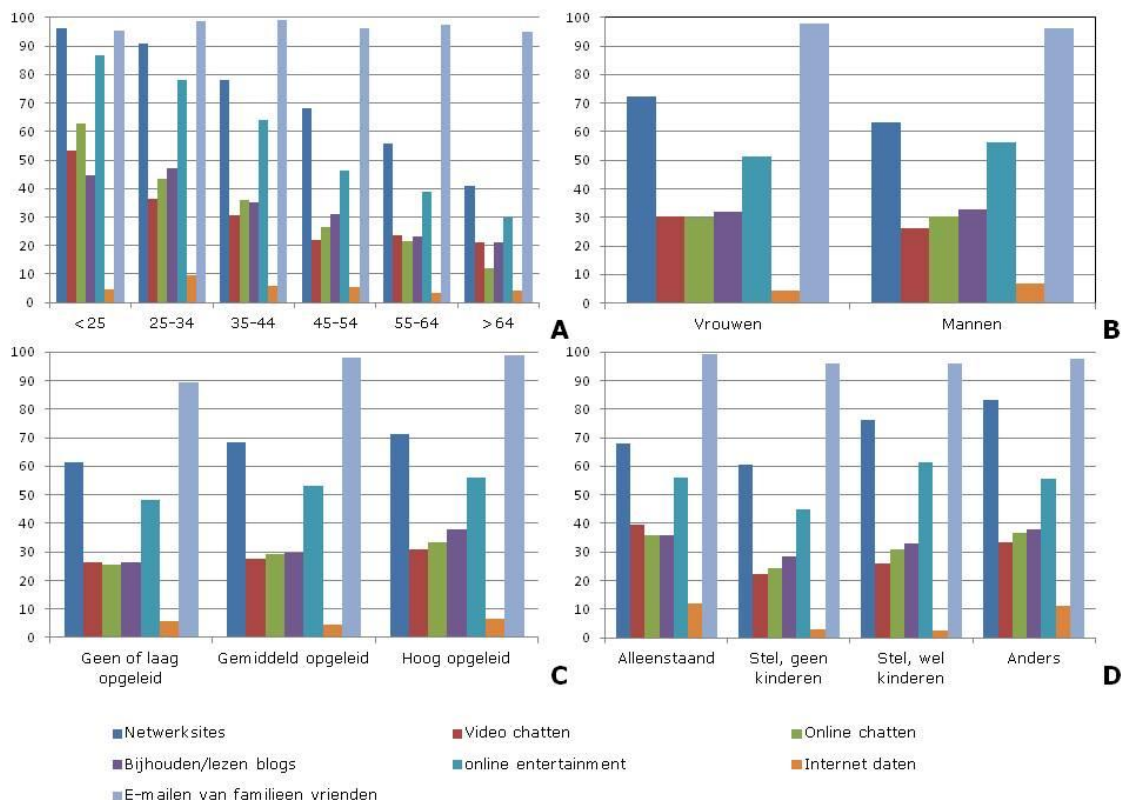 100
90
80
70
60
50
40
30
20
10
0
<25 25-34 35-44 45-54 55-64 >64
A
100
90
80
70
60
50
40
30
20
10
0
Vrouwen Mannen
B
100
90
80
70
60
50
40
30
20
10
0
Geen of laag
opgeleid
Gemiddeld opgeleid
Hoog opgeleid
C
100
90
80
70
60
50
40
30
20
10
0
Alleenstaand
Stel, geen
kinderen
Stel, wel
kinderen
Anders
D
Netwerksites Video chatten Online chatten
Bijhouden/lezen blogs online entertainment Internet daten
E-mailen van familieen vrienden